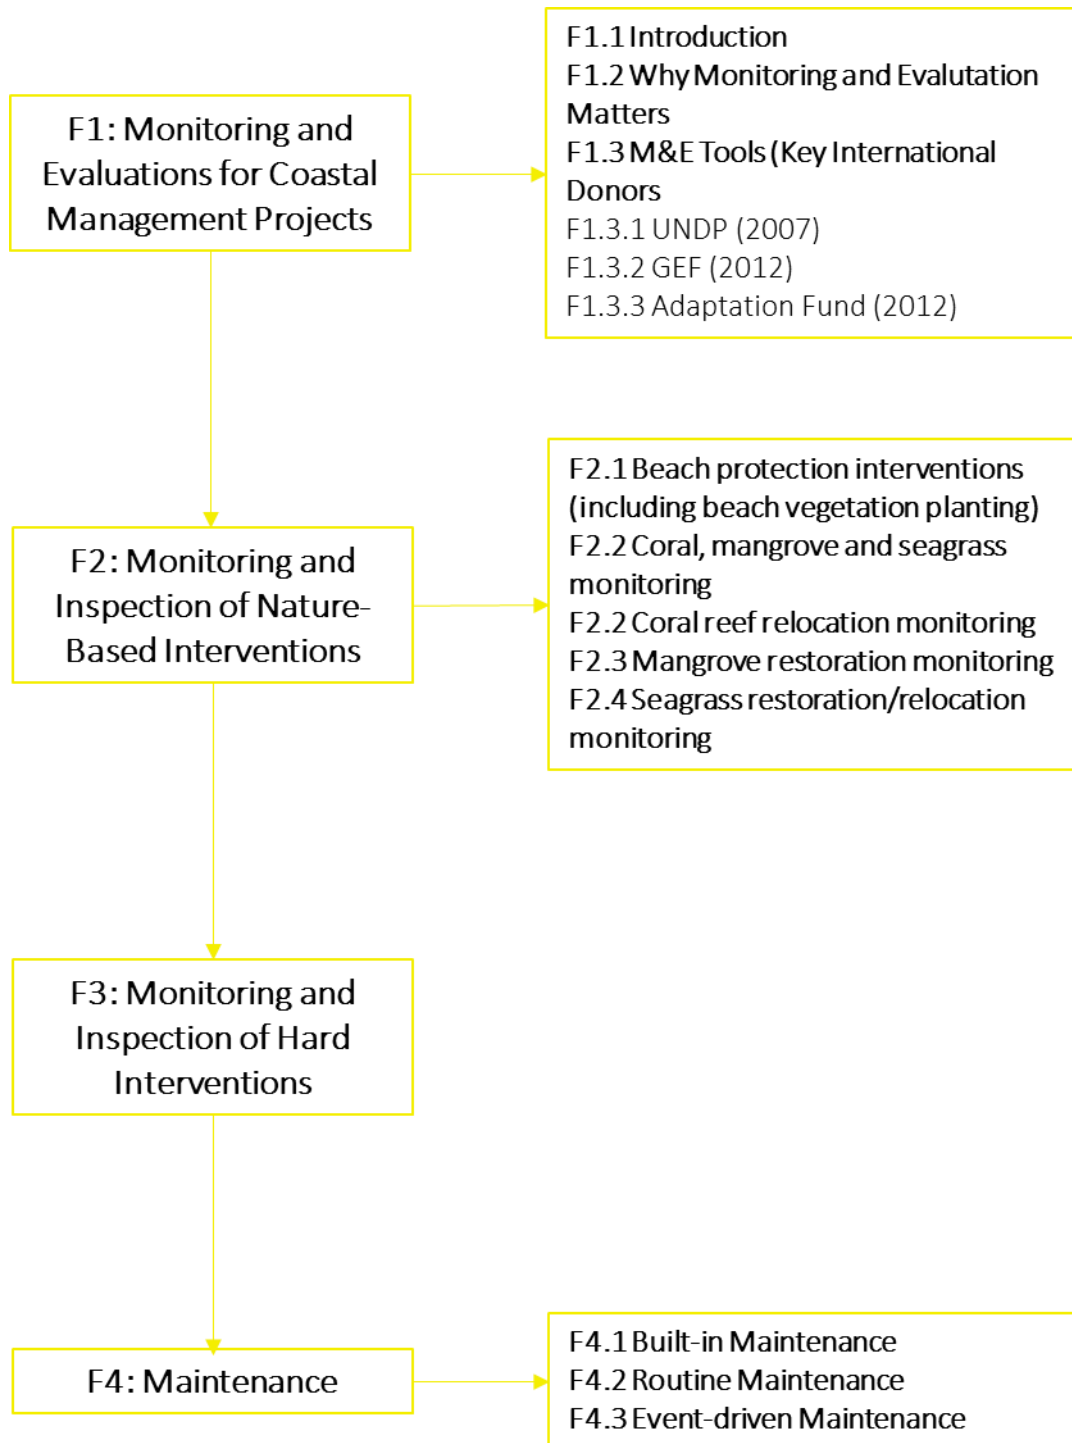 F1: Monitoring and
Evaluations for Coastal
Management Projects
F1.1 Introduction
F1.2 Why Monitoring and Evalutation
Matters
F1.3 M&E Tools (Key International
Donors
F1.3.1 UNDP (2007)
F1.3.2 GEF (2012)
F1.3.3 Adaptation Fund (2012)
F2: Monitoring and
Inspection of Nature-
Based Interventions
F2.1 Beach protection interventions
(including beach vegetation planting)
F2.2 Coral, mangrove and seagrass
monitoring
F2.2 Coral reef relocation monitoring
F2.3 Mangrove restoration monitoring
F2.4 Seagrass restoration/relocation
monitoring
F3: Monitoring and
Inspection of Hard
Interventions
F4: Maintenance
F4.1 Built-in Maintenance
F4.2 Routine Maintenance
F4.3 Event-driven Maintenance